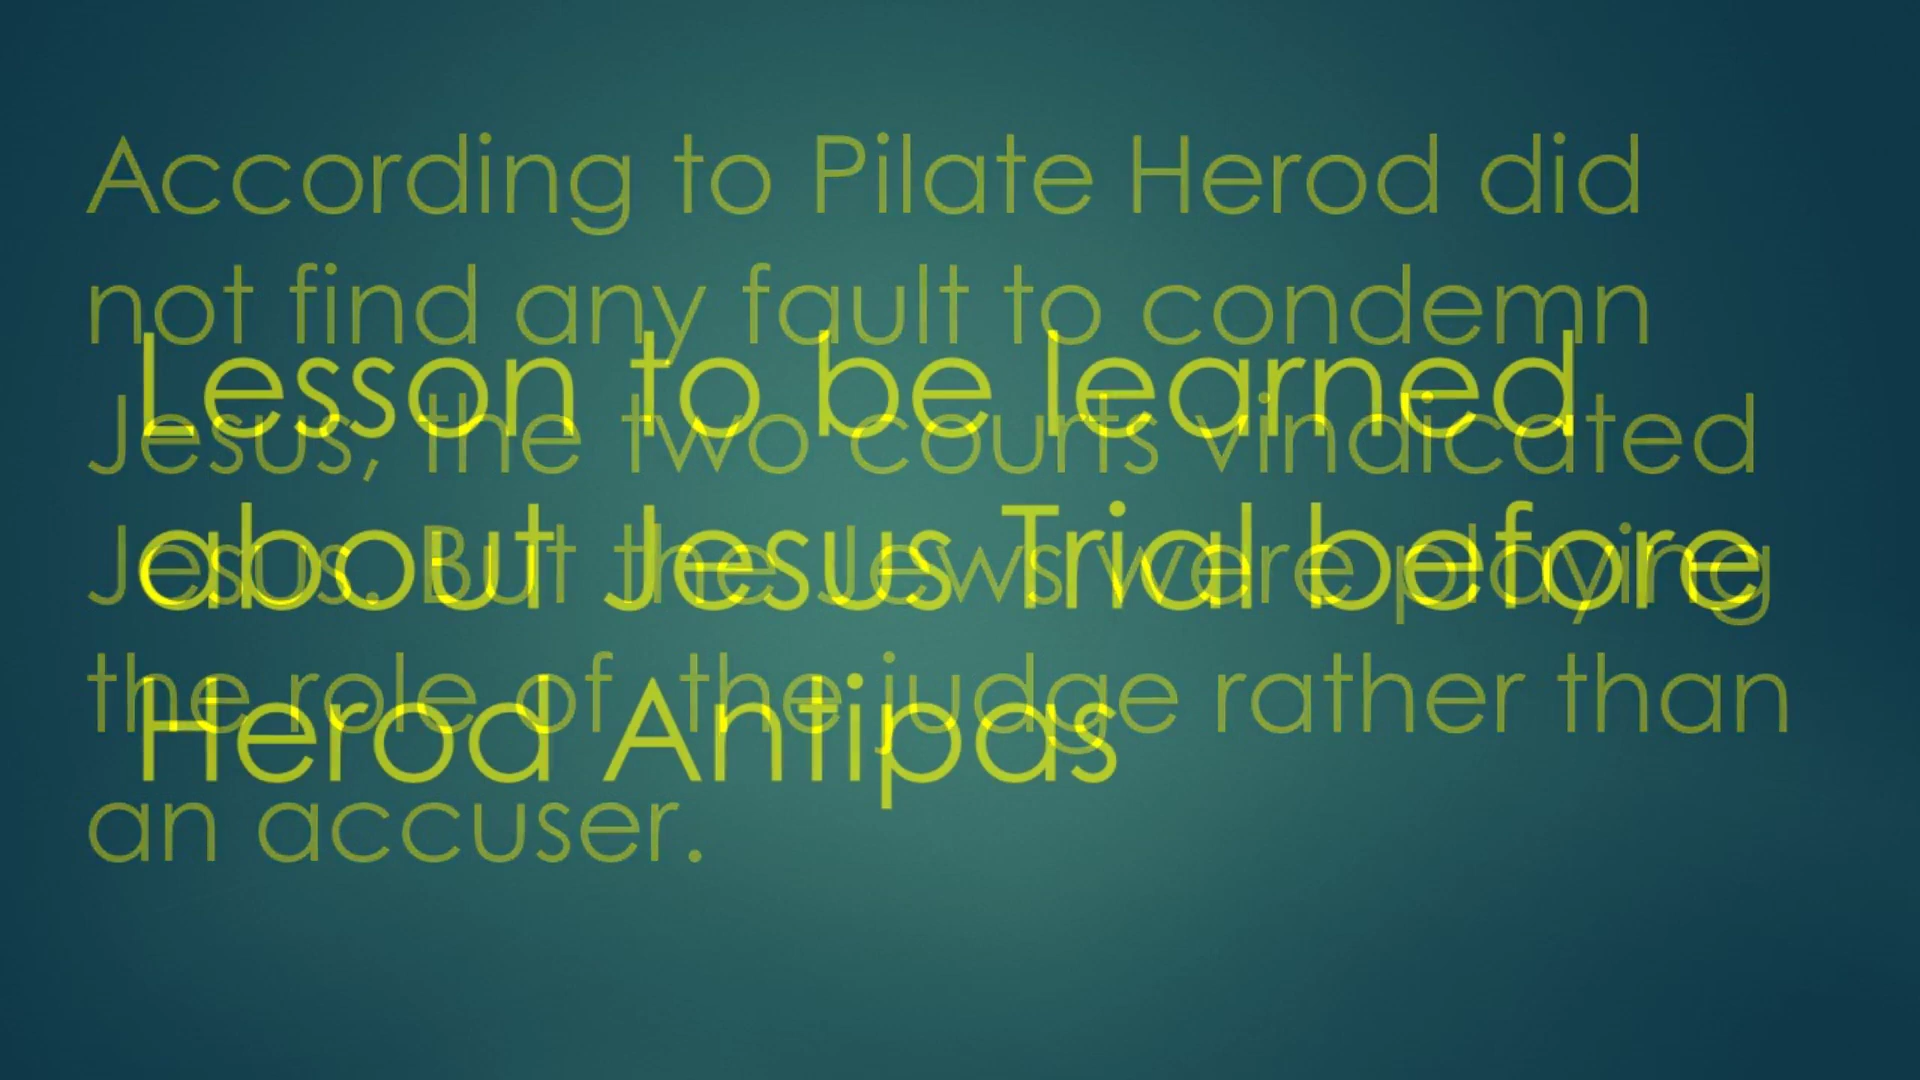 According to Pilate Herod did
not find any fault to condemn
Jesus, the two courts vindicated
Jesus. But the Jews were playing
the role of the judge rather than
an accuser.
Lesson to be learned
about Jesus Trial before
Herod Antipas